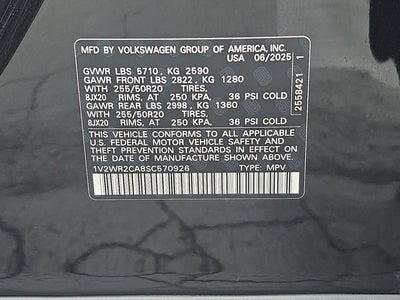 MFD BY VOLKSWAGEN GROUP OF AMERICA, INC.
USA 06/2025
GVWR LBS 5710, KG 2590
GAWR FRONT LBS 2822, KG 1280
WITH 255/50R20 TIRES,
8JX20 RIMS, AT 250 KPA. 36 PSI COLD
GAWR REAR LBS 2998, KG 1360
WITH 255/50R20 TIRES,
8JX20 RIMS, AT 250 KPA. 36 PSI COLD
THIS VEHICLE CONFORMS TO ALL APPLICABLE
U.S. FEDERAL MOTOR VEHICLE SAFETY
STANDARDS IN EFFECT ON THE DATE OF
MANUFACTURE SHOWN ABOVE.
1V2WR2CA8SC570926 TYPE: MPV
2558421 1